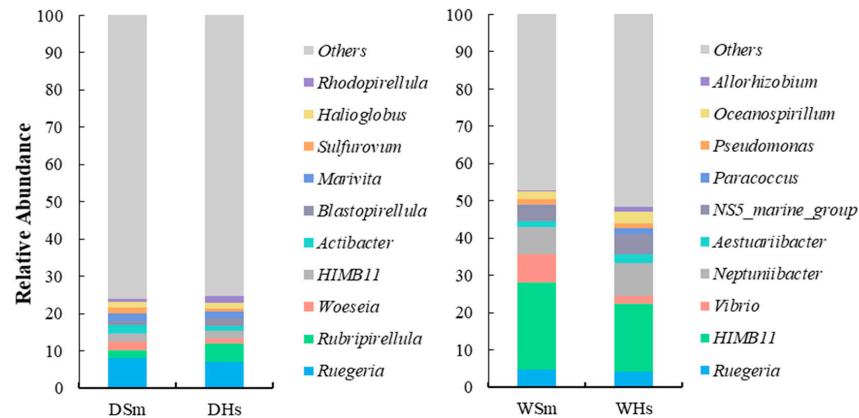 Relative Abundance
100
90
80
70
60
50
40
30
20
10
0
DSm
DHs
Others
Rhodopirellula
Halioglobus
Sulfurovum
Marivita
Blastopirellula
Actibacter
HIMB11
Woeseia
Rubripirellula
Ruegeria
100
90
80
70
60
50
40
30
20
10
0
WSm
WHs
Others
Allorhizobium
Oceanospirillum
Pseudomonas
Paracoccus
NS5_marine_group
Aestuariibacter
Neptuniibacter
Vibrio
HIMB11
Ruegeria